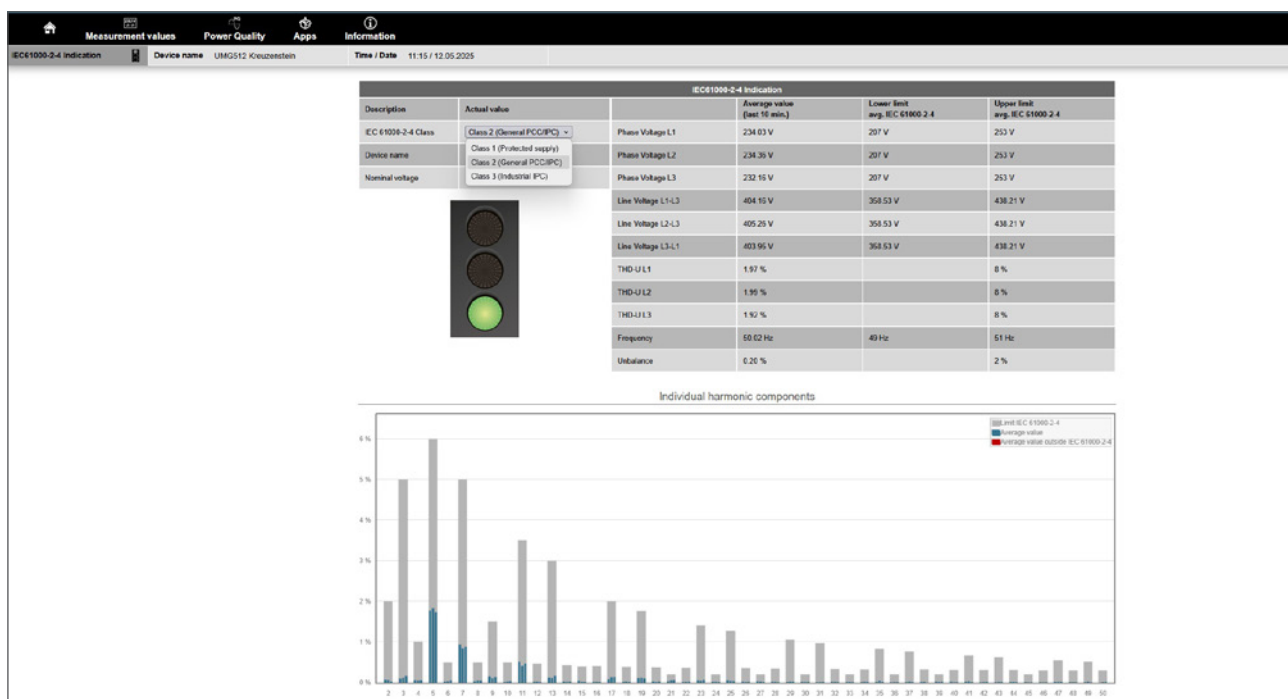 Measurement values Power Quality Apps Information
IEC61000-2-4 Indication Device name UMG512 Kreuzenstein Time / Date 11:15 / 12.05.2025
IEC61000-2-4 Indication
Description Actual value Average value (last 10 min.) Lower limit avg. IEC 61000-2-4 Upper limit avg. IEC 61000-2-4
IEC 61000-2-4 Class Class 2 (General PCC/IPC) Phase Voltage L1 234.03 V 207 V 253 V
Class 1 (Protected supply)
Device name Class 2 (General PCC/IPC) Phase Voltage L2 234.35 V 207 V 253 V
Nominal voltage Class 3 (Industrial IPC) Phase Voltage L3 232.16 V 207 V 253 V
Line Voltage L1-L3 404.15 V 358.53 V 438.21 V
Line Voltage L2-L3 405.25 V 358.53 V 438.21 V
Line Voltage L3-L1 403.95 V 358.53 V 438.21 V
THD-U L1 1.97 % 8 %
THD-U L2 1.99 % 8 %
THD-U L3 1.92 % 8 %
Frequency 50.02 Hz 49 Hz 51 Hz
Unbalance 0.20 % 2 %
Individual harmonic components
Limit IEC 61000-2-4
Average value
Average value outside IEC 61000-2-4
6 %
5 %
4 %
3 %
2 %
1 %
0 %
2 3 4 5 6 7 8 9 10 11 12 13 14 15 16 17 18 19 20 21 22 23 24 25 26 27 28 29 30 31 32 33 34 35 36 37 38 39 40 41 42 43 44 45 46 47 48 49